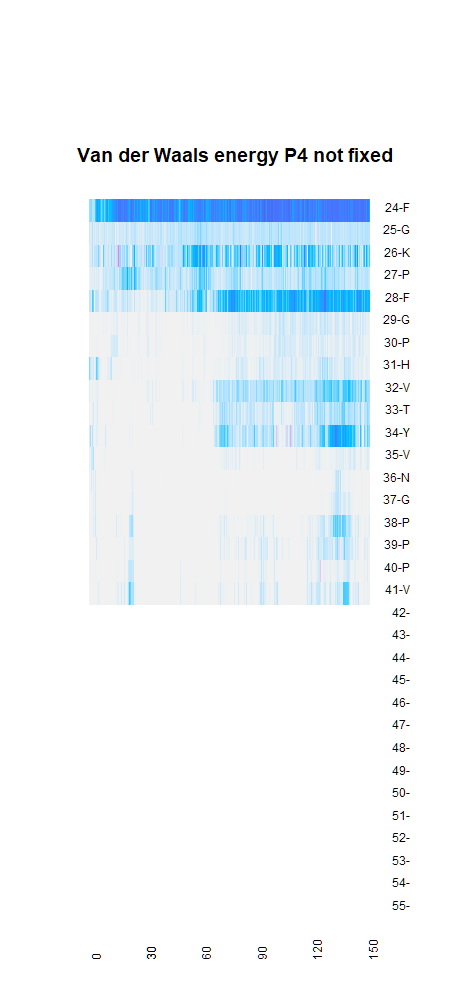 Van der Waals energy P4 not fixed
24-F
25-G
26-K
27-P
28-F
29-G
30-P
31-H
32-V
33-T
34-Y
35-V
36-N
37-G
38-P
39-P
40-P
41-V
42-
43-
44-
45-
46-
47-
48-
49-
50-
51-
52-
53-
54-
55-
0
30
60
90
120
150